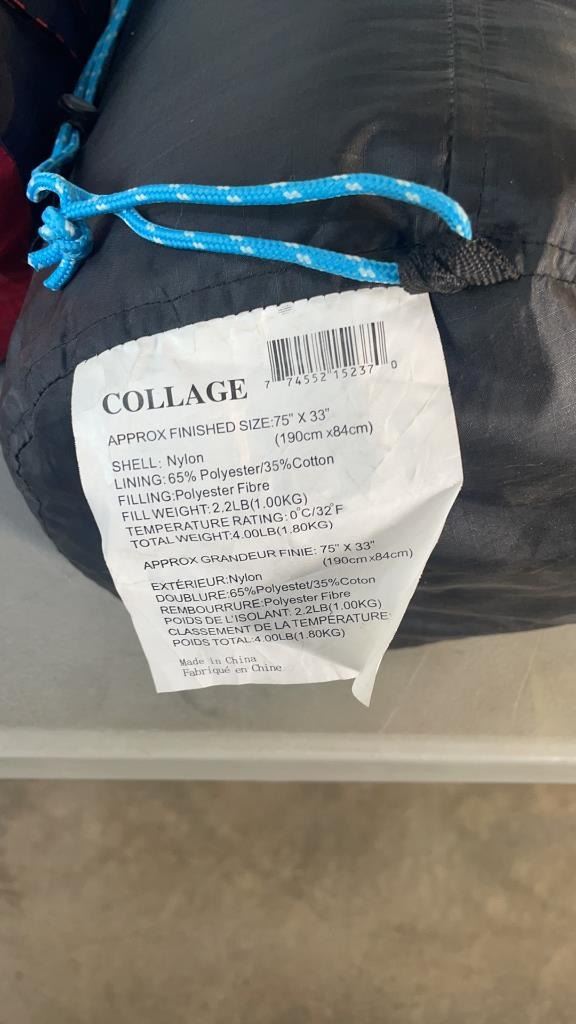 7 74552 15237 0
COLLAGE
APPROX FINISHED SIZE:75" X 33"
(190cm x84cm)
SHELL: Nylon
LINING:65% Polyester/35%Cotton
FILLING:Polyester Fibre
FILL WEIGHT:2.2LB(1.00KG)
TEMPERATURE RATING:0°C/32°F
TOTAL WEIGHT:4.00LB(1.80KG)
APPROX GRANDEUR FINIE: 75" X 33"
(190cm x84cm)
EXTÉRIEUR:Nylon
DOUBLURE:65%Polyestet/35%Coton
REMBOURRURE:Polyester Fibre
POIDS DE L'ISOLANT: 2.2LB(1.00KG)
CLASSEMENT DE LA TEMPÉRATURE:
POIDS TOTAL:4.00LB(1.80KG)
Made in China
Fabriqué en Chine